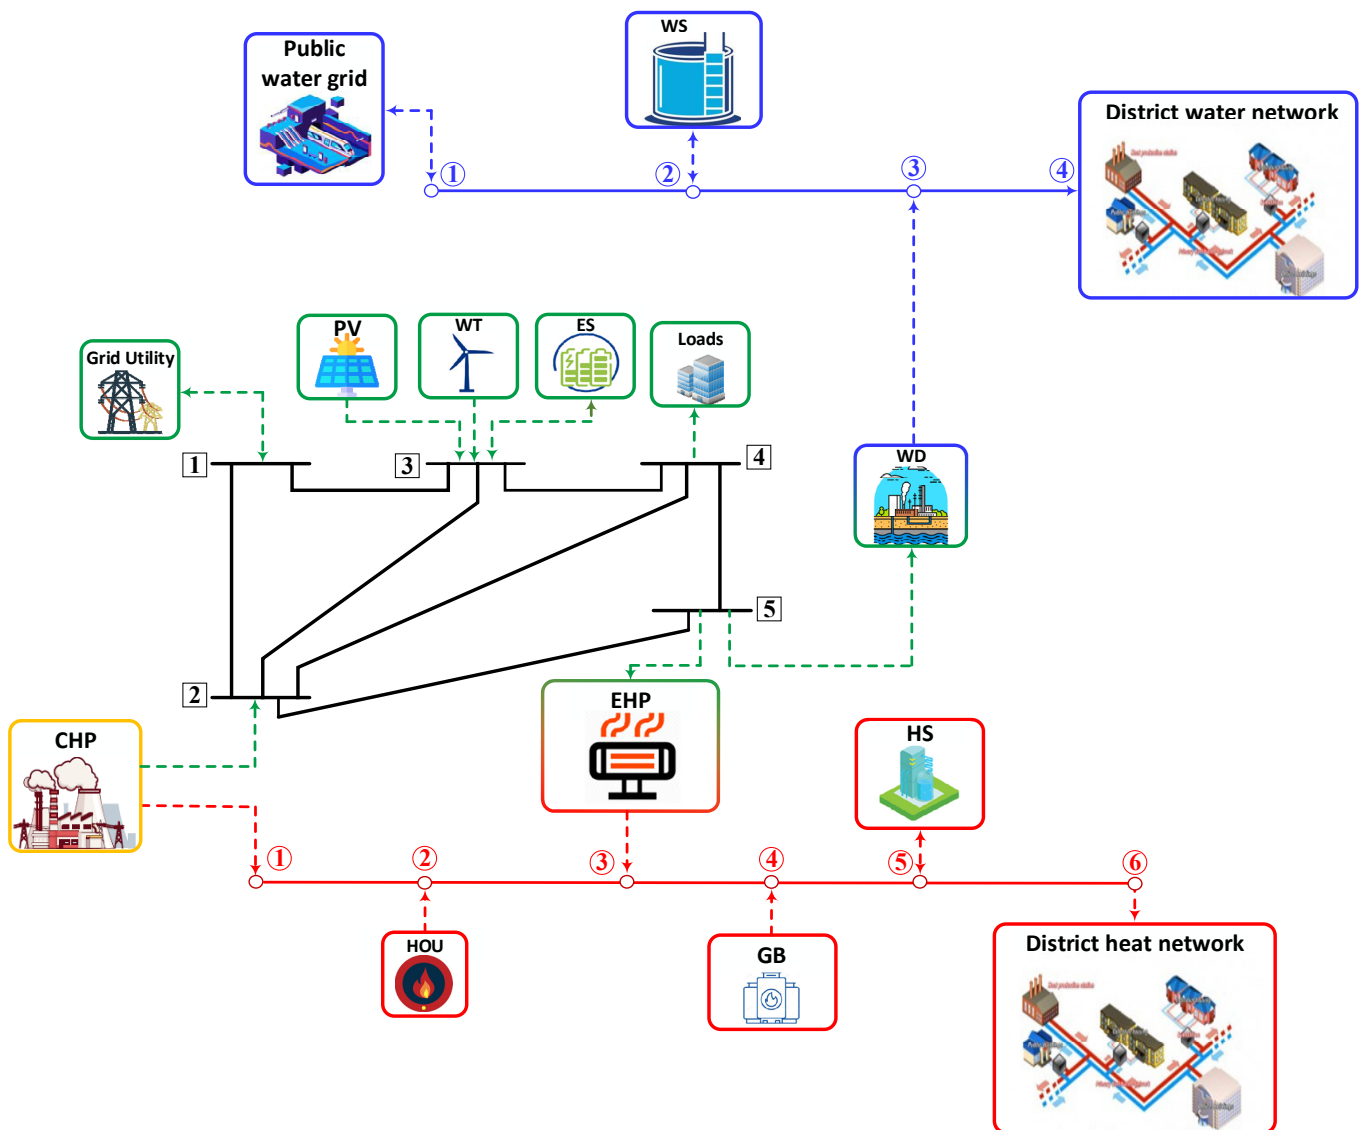 Public
water grid
WS
District water network
①
②
③
④
PV
WT
ES
Loads
Grid Utility
1
3
4
WD
5
2
EHP
CHP
HS
①
②
③
④
⑤
⑥
HOU
GB
District heat network